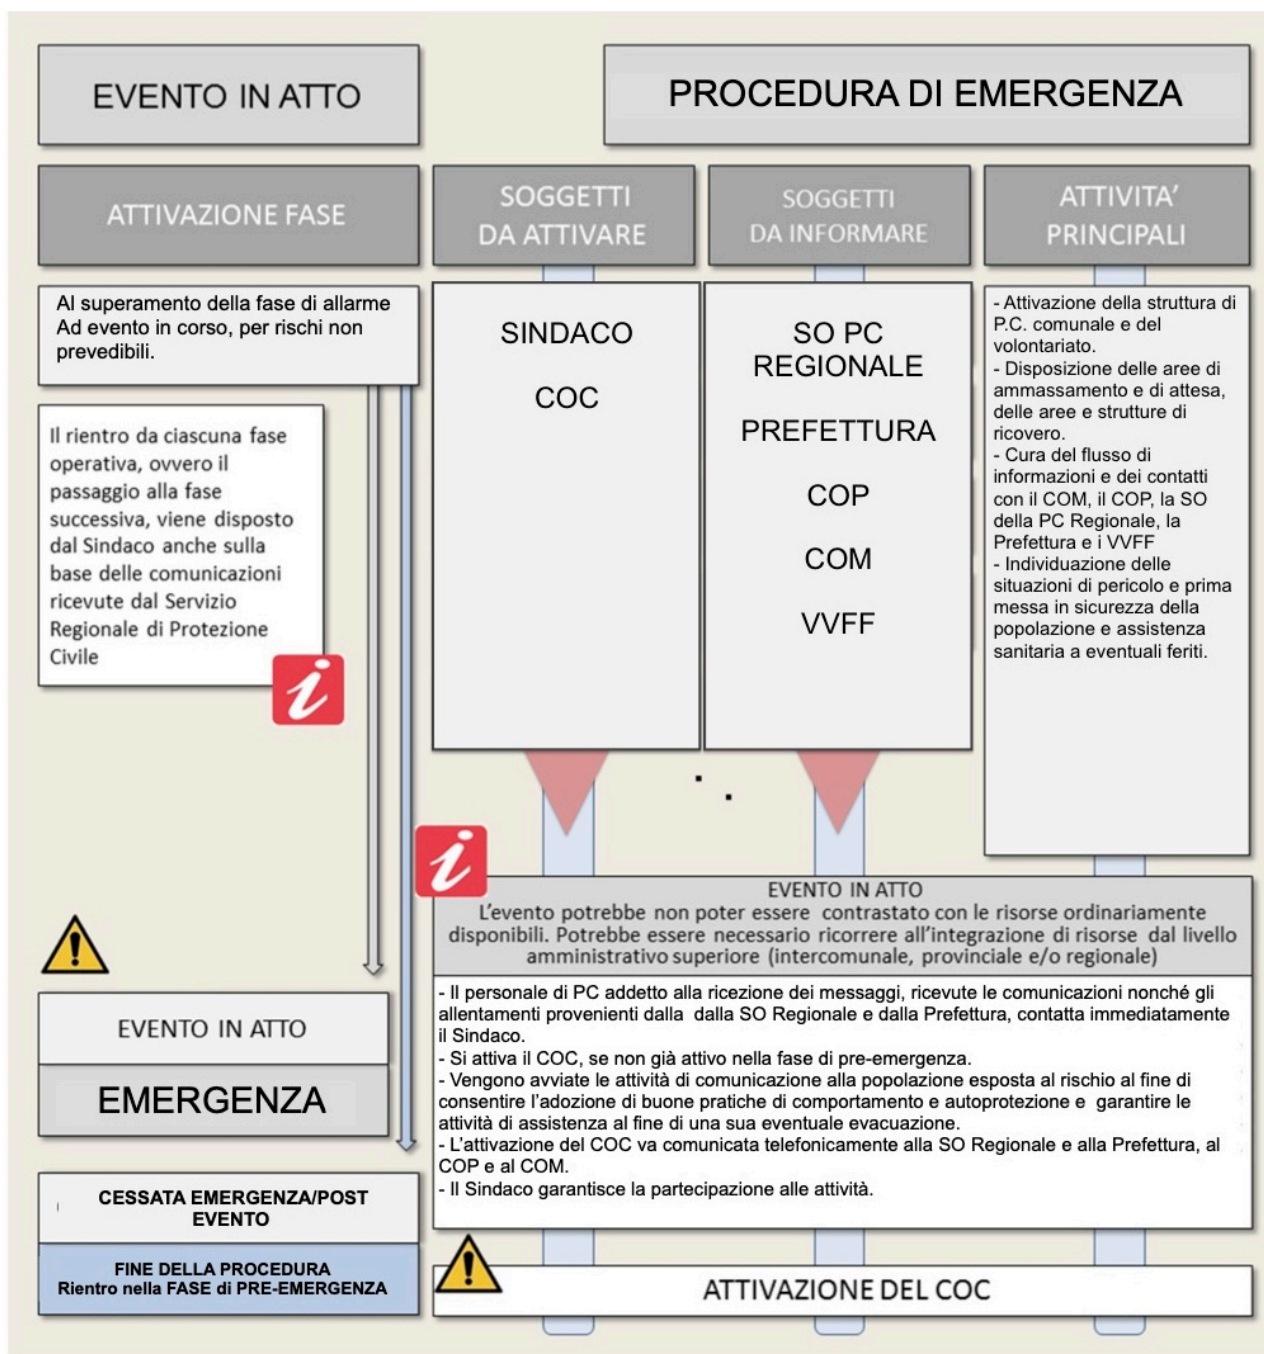 EVENTO IN ATTO
PROCEDURA DI EMERGENZA
ATTIVAZIONE FASE
SOGGETTI
DA ATTIVARE
SOGGETTI
DA INFORMARE
ATTIVITA’
PRINCIPALI
Al superamento della fase di allarme
Ad evento in corso, per rischi non
prevedibili.
Il rientro da ciascuna fase
operativa, ovvero il
passaggio alla fase
successiva, viene disposto
dal Sindaco anche sulla
base delle comunicazioni
ricevute dal Servizio
Regionale di Protezione
Civile
i
SINDACO
COC
SO PC
REGIONALE
PREFETTURA
COP
COM
VVFF
- Attivazione della struttura di
P.C. comunale e del
volontariato.
- Disposizione delle aree di
ammassamento e di attesa,
delle aree e strutture di
ricovero.
- Cura del flusso di
informazioni e dei contatti
con il COM, il COP, la SO
della PC Regionale, la
Prefettura e i VVFF
- Individuazione delle
situazioni di pericolo e prima
messa in sicurezza della
popolazione e assistenza
sanitaria a eventuali feriti.
i
EVENTO IN ATTO
L’evento potrebbe non poter essere contrastato con le risorse ordinariamente
disponibili. Potrebbe essere necessario ricorrere all’integrazione di risorse dal livello
amministrativo superiore (intercomunale, provinciale e/o regionale)
- Il personale di PC addetto alla ricezione dei messaggi, ricevute le comunicazioni nonché gli
allentamenti provenienti dalla dalla SO Regionale e dalla Prefettura, contatta immediatamente
il Sindaco.
- Si attiva il COC, se non già attivo nella fase di pre-emergenza.
- Vengono avviate le attività di comunicazione alla popolazione esposta al rischio al fine di
consentire l’adozione di buone pratiche di comportamento e autoprotezione e garantire le
attività di assistenza al fine di una sua eventuale evacuazione.
- L’attivazione del COC va comunicata telefonicamente alla SO Regionale e alla Prefettura, al
COP e al COM.
- Il Sindaco garantisce la partecipazione alle attività.
!
EVENTO IN ATTO
EMERGENZA
CESSATA EMERGENZA/POST
EVENTO
FINE DELLA PROCEDURA
Rientro nella FASE di PRE-EMERGENZA
!
ATTIVAZIONE DEL COC